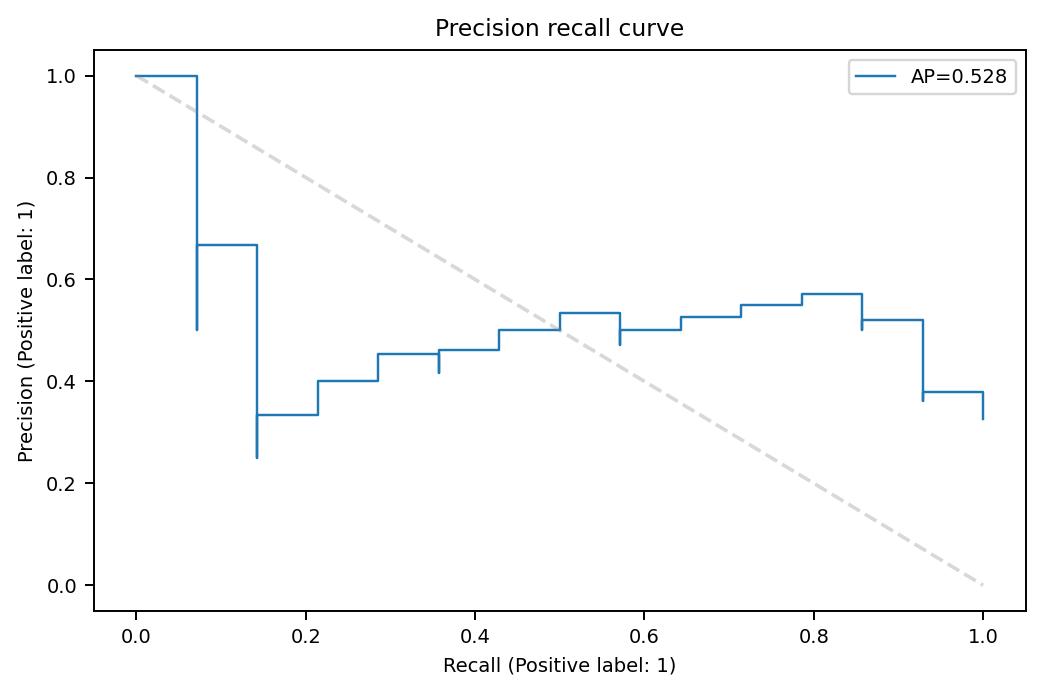 Precision recall curve
AP=0.528
1.0
0.8
0.6
0.4
0.2
0.0
Precision (Positive label: 1)
0.0 0.2 0.4 0.6 0.8 1.0
Recall (Positive label: 1)